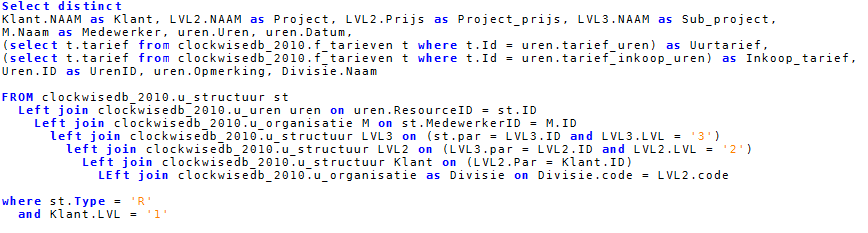 Select distinct
Klant.NAAM as Klant, LVL2.NAAM as Project, LVL2.Prijs as Project_prijs, LVL3.NAAM as Sub_project,
M.Naam as Medewerker, uren.Uren, uren.Datum,
(select t.tarief from clockwisedb_2010.f_tarieven t where t.Id = uren.tarief_uren) as Uurtarief,
(select t.tarief from clockwisedb_2010.f_tarieven t where t.Id = uren.tarief_inkoop_uren) as Inkoop_tarief,
Uren.ID as UrenID, uren.Opmerking, Divisie.Naam
FROM clockwisedb_2010.u_structuur st
Left join clockwisedb_2010.u_uren uren on uren.ResourceID = st.ID
Left join clockwisedb_2010.u_organisatie M on st.MedewerkerID = M.ID
left join clockwisedb_2010.u_structuur LVL3 on (st.par = LVL3.ID and LVL3.LVL = '3')
left join clockwisedb_2010.u_structuur LVL2 on (LVL3.par = LVL2.ID and LVL2.LVL = '2')
Left join clockwisedb_2010.u_structuur Klant on (LVL2.Par = Klant.ID)
LEft join clockwisedb_2010.u_organisatie as Divisie on Divisie.code = LVL2.code
where st.Type = 'R'
and Klant.LVL = '1'